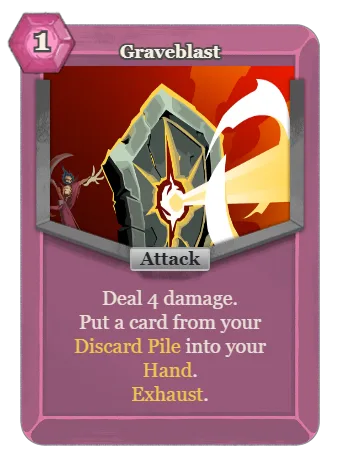 1
Graveblast
Attack
Deal 4 damage.
Put a card from your
Discard Pile into your
Hand.
Exhaust.